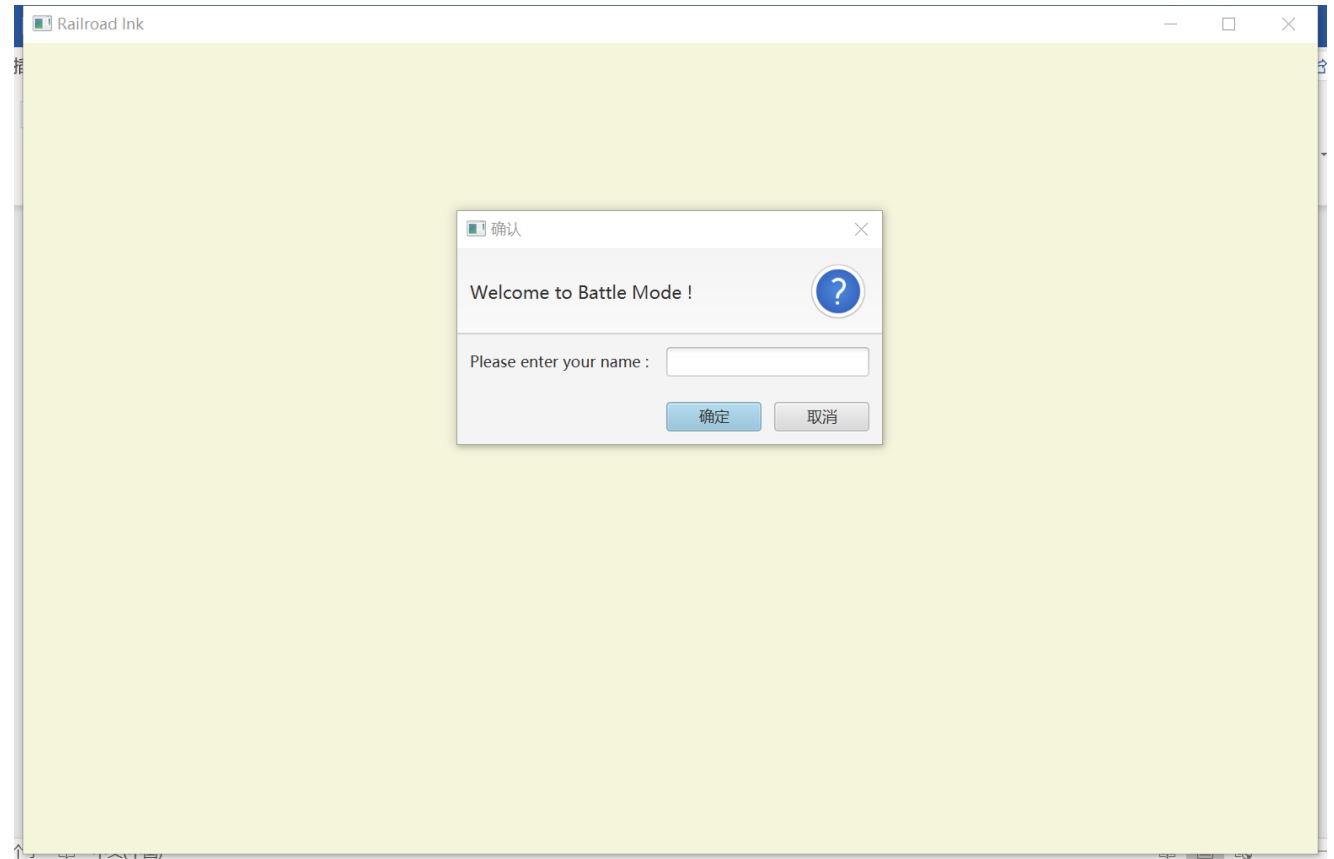 Railroad Ink
确认
Welcome to Battle Mode !
?
Please enter your name :
确定 取消